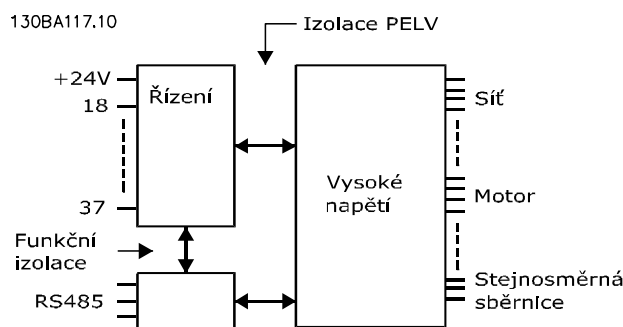 130BA117.10
Izolace PELV
+24V
Řízení
18
Síť
Vysoké
napětí
37
Motor
Funkční
izolace
RS485
Stejnosměrná
sběrnice